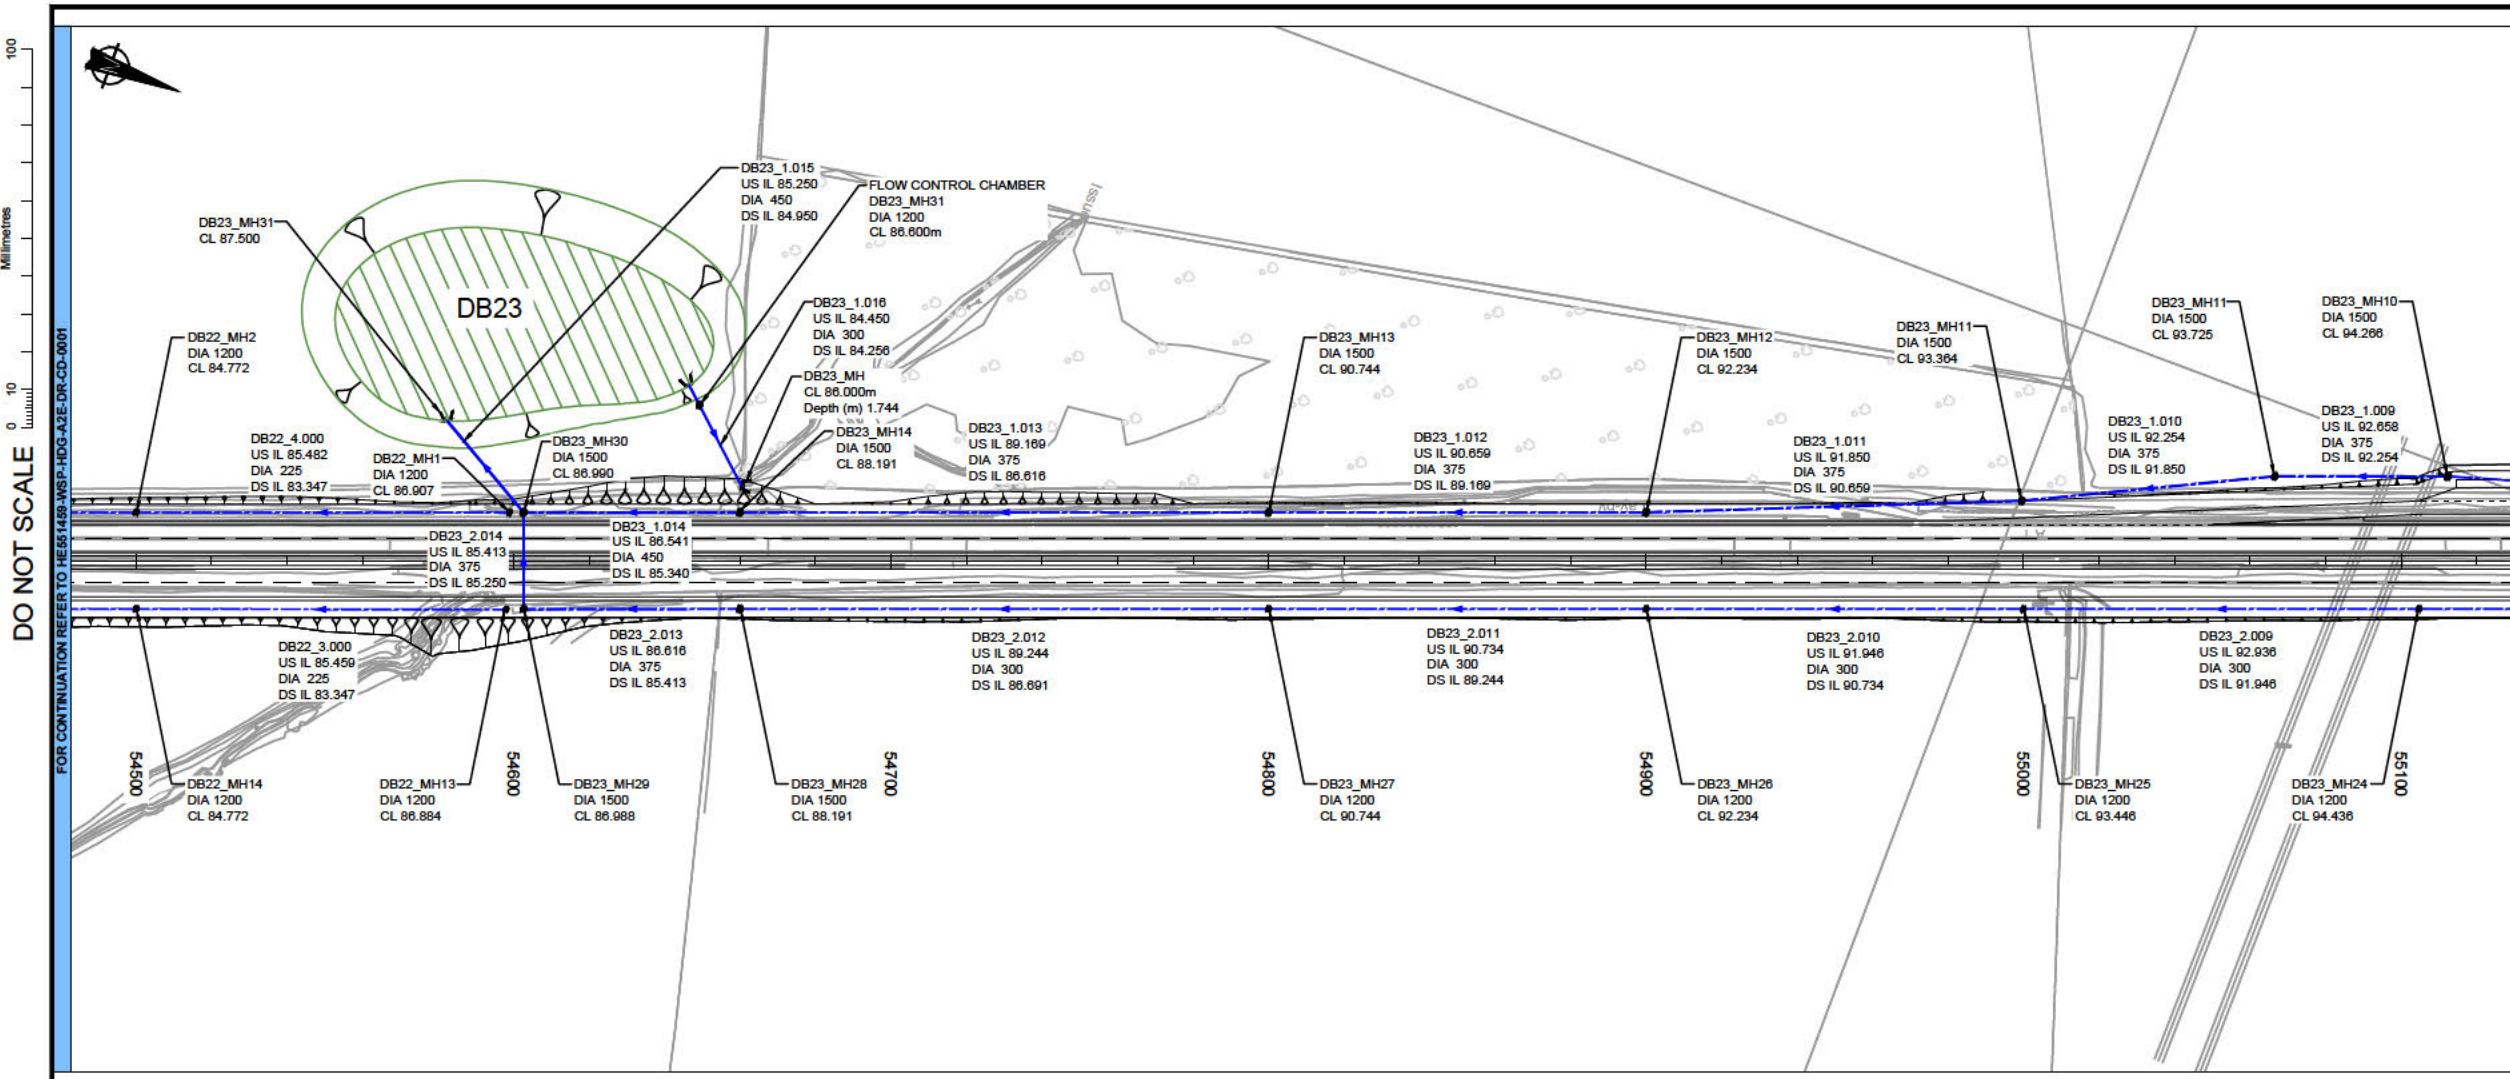 100
Millimetres
10
0
DO NOT SCALE
FOR CONTINUATION REFER TO HE551459-WSP-HDG-A2E-DR-CD-0001
DB23_MH31
CL 87.500
DB23
DB23_1.015
US IL 85.250
DIA 450
DS IL 84.950
FLOW CONTROL CHAMBER
DB23_MH31
DIA 1200
CL 86.600m
Issues
DB22_MH2
DIA 1200
CL 84.772
DB23_1.016
US IL 84.450
DIA 300
DS IL 84.256
DB23_MH
CL 86.000m
Depth (m) 1.744
DB23_MH14
DIA 1500
CL 88.191
DB22_4.000
US IL 85.482
DIA 225
DS IL 83.347
DB22_MH1
DIA 1200
CL 86.907
DB23_MH30
DIA 1500
CL 86.990
DB23_1.013
US IL 89.169
DIA 375
DS IL 86.616
DB23_MH13
DIA 1500
CL 90.744
DB23_1.012
US IL 90.659
DIA 375
DS IL 89.169
DB23_MH12
DIA 1500
CL 92.234
DB23_1.011
US IL 91.850
DIA 375
DS IL 90.659
DB23_MH11
DIA 1500
CL 93.364
DB23_1.010
US IL 92.254
DIA 375
DS IL 91.850
DB23_MH11
DIA 1500
CL 93.725
DB23_MH10
DIA 1500
CL 94.266
DB23_1.009
US IL 92.658
DIA 375
DS IL 92.254
DB23_2.014
US IL 85.413
DIA 375
DS IL 85.250
DB23_1.014
US IL 86.541
DIA 450
DS IL 85.340
A1
DB22_3.000
US IL 85.459
DIA 225
DS IL 83.347
DB23_2.013
US IL 86.616
DIA 375
DS IL 85.413
DB23_2.012
US IL 89.244
DIA 300
DS IL 86.691
DB23_2.011
US IL 90.734
DIA 300
DS IL 89.244
DB23_2.010
US IL 91.946
DIA 300
DS IL 90.734
DB23_2.009
US IL 92.936
DIA 300
DS IL 91.946
54500
54600
54700
54800
54900
55000
55100
DB22_MH14
DIA 1200
CL 84.772
DB22_MH13
DIA 1200
CL 86.884
DB23_MH29
DIA 1500
CL 86.988
DB23_MH28
DIA 1500
CL 88.191
DB23_MH27
DIA 1200
CL 90.744
DB23_MH26
DIA 1200
CL 92.234
DB23_MH25
DIA 1200
CL 93.446
DB23_MH24
DIA 1200
CL 94.436